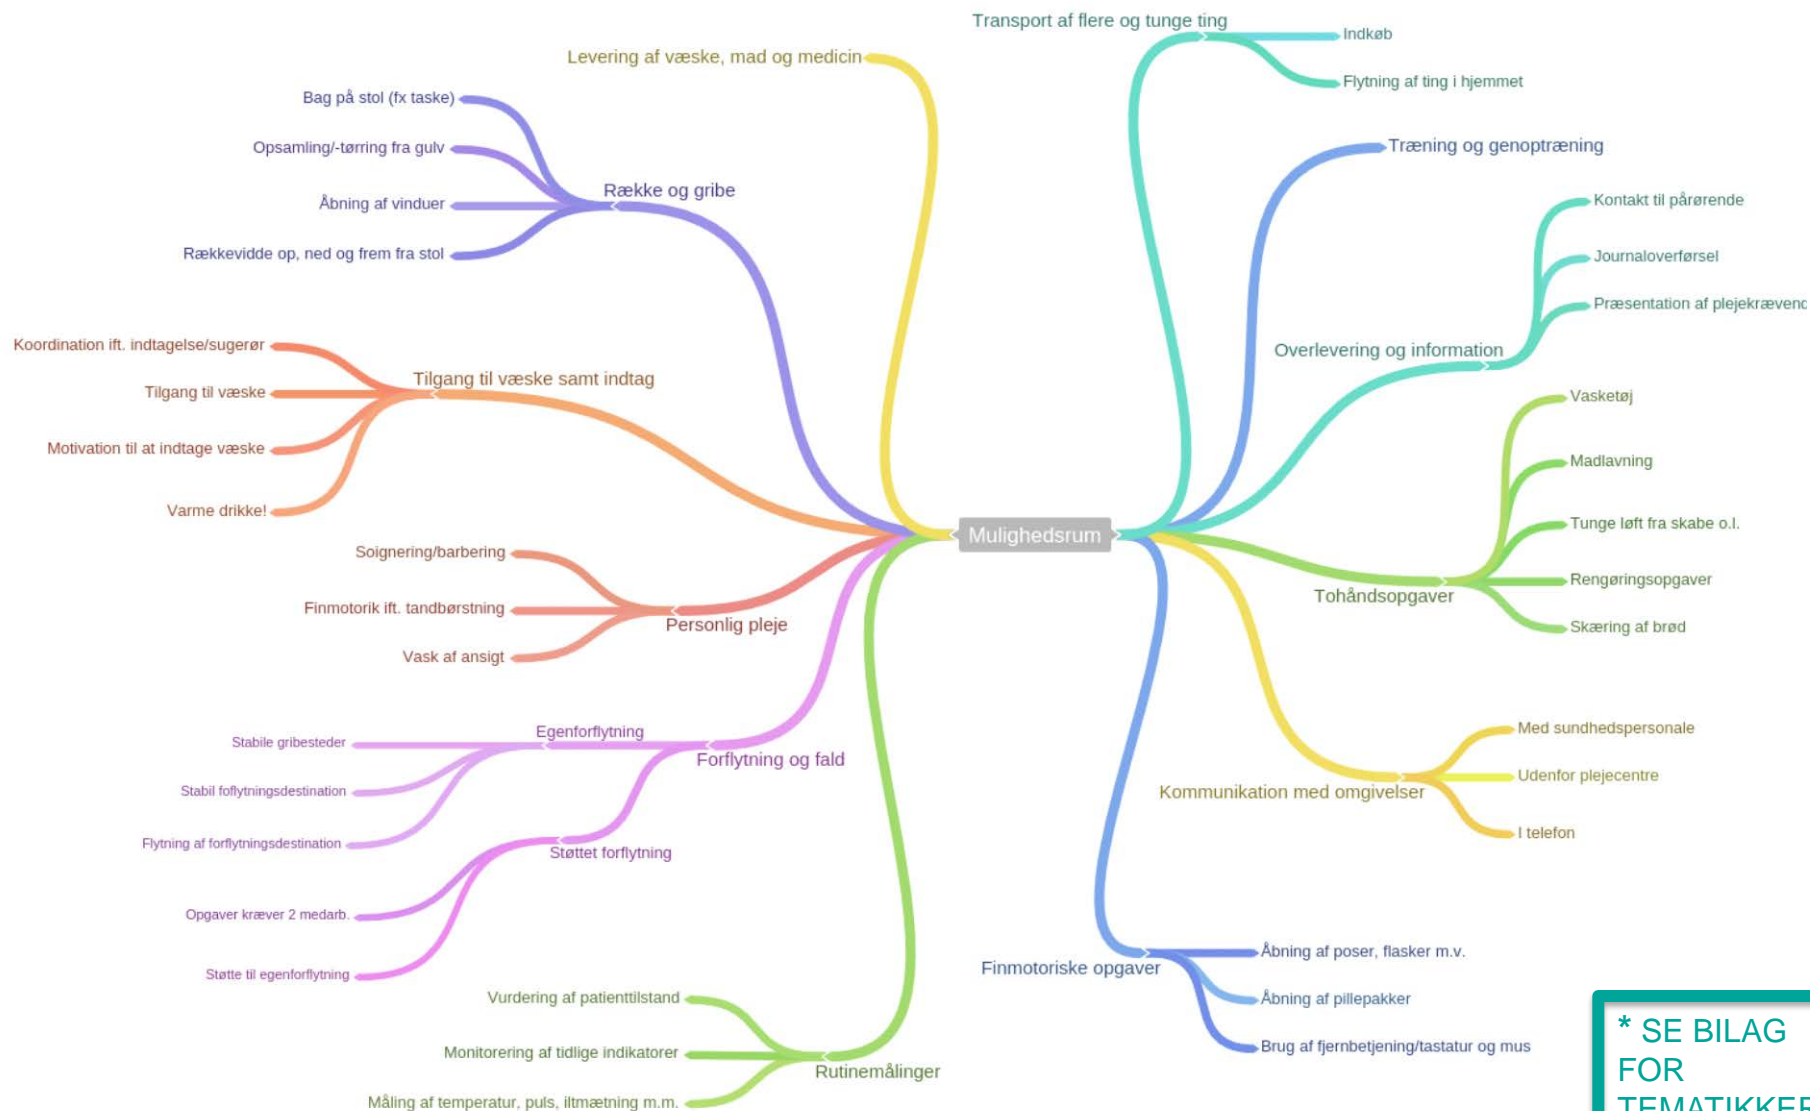 Mulighedsrum
Levering af væske, mad og medicin
Række og gribe
Bag på stol (fx taske)
Opsamling/-tørring fra gulv
Åbning af vinduer
Rækkevidde op, ned og frem fra stol
Tilgang til væske samt indtag
Koordination ift. indtagelse/sugerør
Tilgang til væske
Motivation til at indtage væske
Varme drikke!
Personlig pleje
Soignering/barbering
Finmotorik ift. tandbørstning
Vask af ansigt
Forflytning og fald
Egenforflytning
Stabile gribesteder
Stabil foflytningsdestination
Flytning af forflytningsdestination
Støttet forflytning
Opgaver kræver 2 medarb.
Støtte til egenforflytning
Rutinemålinger
Vurdering af patienttilstand
Monitorering af tidlige indikatorer
Måling af temperatur, puls, iltmætning m.m.
Transport af flere og tunge ting
Indkøb
Flytning af ting i hjemmet
Træning og genoptræning
Overlevering og information
Kontakt til pårørende
Journaloverførsel
Præsentation af
Tohåndsopgaver
Vasketøj
Madlavning
Tunge løft fra skabe o.l.
Rengøringsopgaver
Skæring af brød
Kommunikation med omgivelser
Med sundhedspersonale
Udenfor plejecentre
I telefon
Finmotoriske opgaver
Åbning af poser, flasker m.v.
Åbning af pillepakker
Brug af fjernbetjening/tastatur og mus
* SE BILAG
FOR